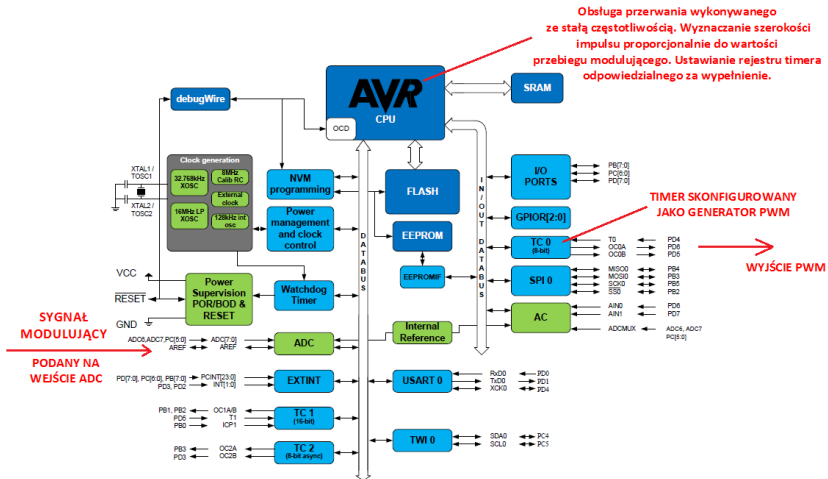 Obsługa przerwania wykonywanego
ze stałą częstotliwością. Wyznaczanie szerokości
impulsu proporcjonalnie do wartości
przebiegu modulującego. Ustawianie rejestru timera
odpowiedzialnego za wypełnienie.
AVR
CPU
OCD
debugWire
SRAM
Clock generation
XTAL1 /
TOSC1
32.768kHz
XOSC
8MHz
Calib RC
External
clock
XTAL2 /
TOSC2
16MHz LP
XOSC
128kHz int
osc
NVM
programming
Power
management
and clock
control
FLASH
EEPROM
EEPROMIF
DATABUS
IN/OUT DATABUS
I/O
PORTS
PB[7:0]
PC[6:0]
PD[7:0]
GPIOR[2:0]
TIMER SKONFIGUROWANY
JAKO GENERATOR PWM
TC 0
(8-bit)
T0 PD4
OC0A PD6
OC0B PD5
WYJŚCIE PWM
SPI 0
MISO0 PB4
MOSI0 PB3
SCK0 PB5
SS0 PB2
VCC
RESET
GND
Power
Supervision
POR/BOD &
RESET
Watchdog
Timer
AC
AIN0 PD6
AIN1 PD7
ADCMUX ADC6, ADC7
PC[5:0]
Internal
Reference
SYGNAŁ
MODULUJĄCY
PODANY NA
WEJŚCIE ADC
ADC6,ADC7,PC[5:0] ADC[7:0]
AREF AREF
ADC
PD[7:0], PC[6:0], PB[7:0] PCINT[23:0]
PD3, PD2 INT[1:0]
EXTINT
USART 0
RxD0 PD0
TxD0 PD1
XCK0 PD4
PB1, PB2 OC1A/B
PD5 T1
PB0 ICP1
TC 1
(16-bit)
TWI 0
SDA0 PC4
SCL0 PC5
PB3 OC2A
PD3 OC2B
TC 2
(8-bit async)